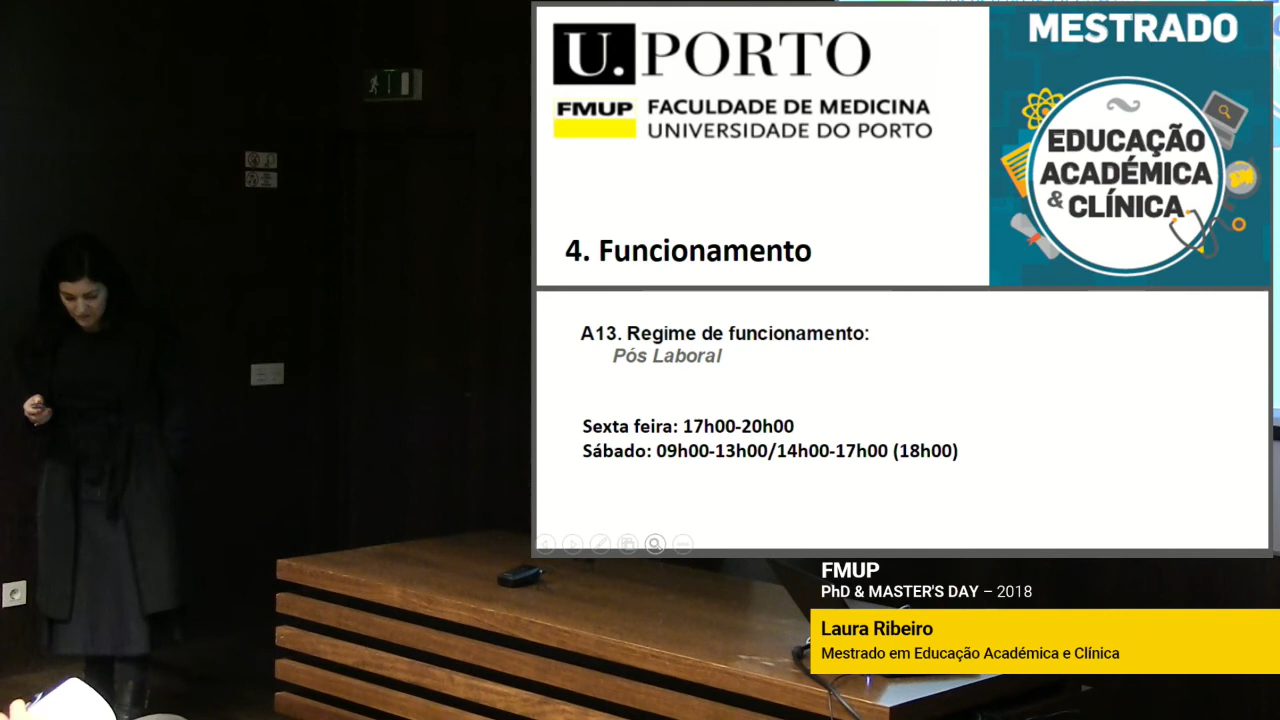 U. PORTO
FMUP FACULDADE DE MEDICINA
UNIVERSIDADE DO PORTO
MESTRADO
EDUCAÇÃO
ACADÉMICA
& CLÍNICA
4. Funcionamento
A13. Regime de funcionamento:
Pós Laboral
Sexta feira: 17h00-20h00
Sábado: 09h00-13h00/14h00-17h00 (18h00)
FMUP
PhD & MASTER'S DAY – 2018
Laura Ribeiro
Mestrado em Educação Académica e Clínica